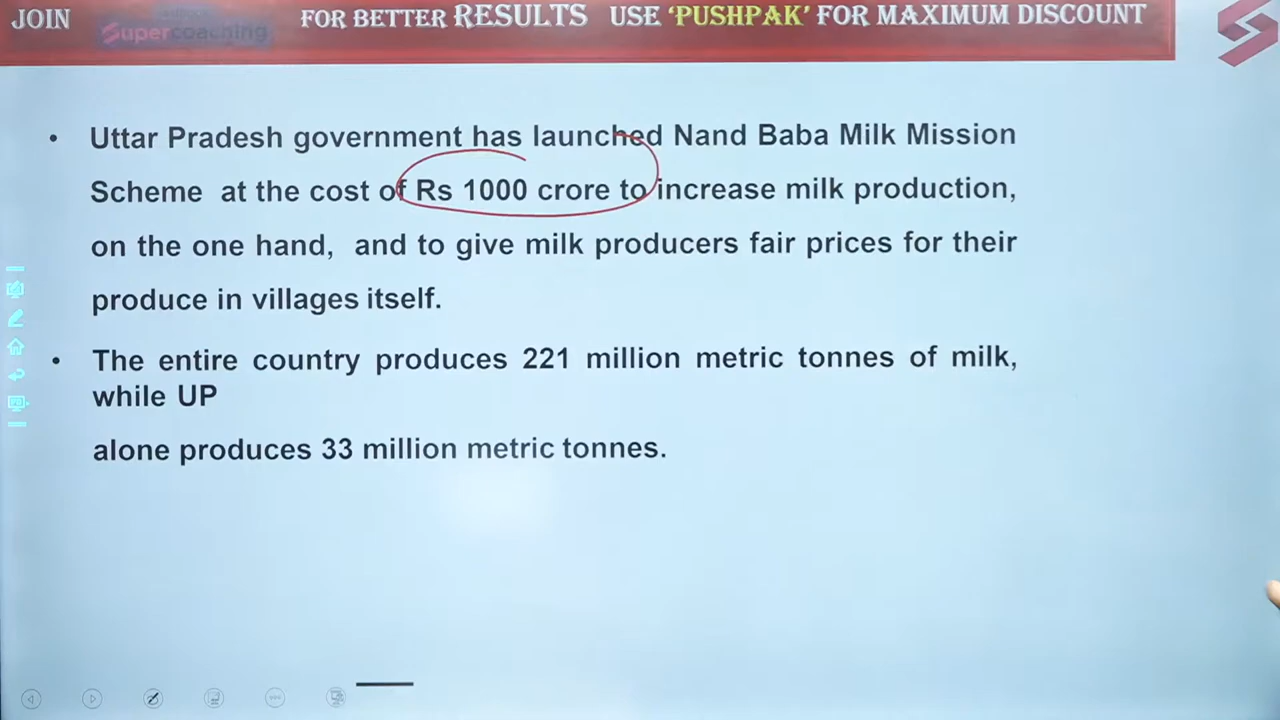 JOIN Supercoaching FOR BETTER RESULTS USE ‘PUSHPAK’ FOR MAXIMUM DISCOUNT
• Uttar Pradesh government has launched Nand Baba Milk Mission
Scheme at the cost of Rs 1000 crore to increase milk production,
on the one hand, and to give milk producers fair prices for their
produce in villages itself.
• The entire country produces 221 million metric tonnes of milk,
while UP
alone produces 33 million metric tonnes.